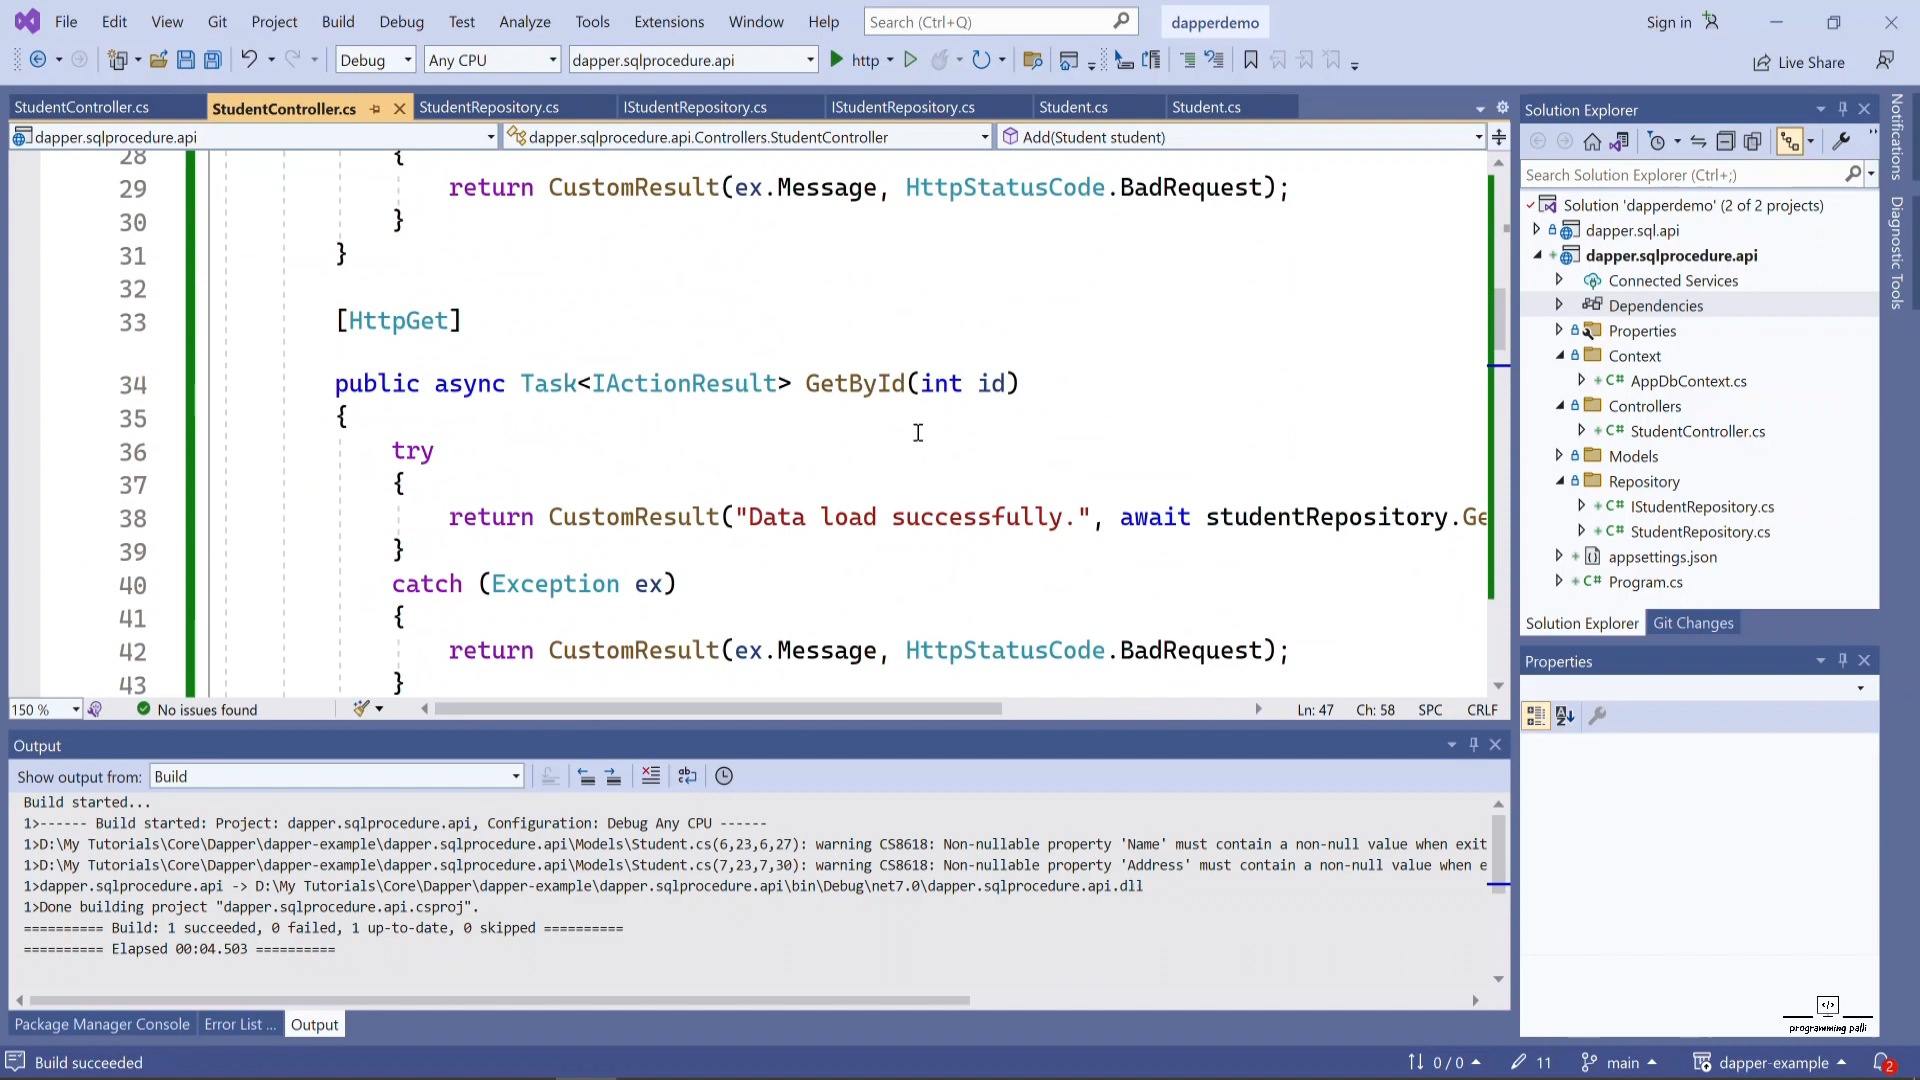 File Edit View Git Project Build Debug Test Analyze Tools Extensions Window Help Search (Ctrl+Q) dapperdemo Sign in
Debug Any CPU dapper.sqlprocedure.api http Live Share
StudentController.cs StudentController.cs StudentRepository.cs IStudentRepository.cs IStudentRepository.cs Student.cs Student.cs
dapper.sqlprocedure.api dapper.sqlprocedure.api.Controllers.StudentController Add(Student student)
28 {
29 return CustomResult(ex.Message, HttpStatusCode.BadRequest);
30 }
31 }
32
33 [HttpGet]
34 public async Task<IActionResult> GetById(int id)
35 {
36 try
37 {
38 return CustomResult("Data load successfully.", await studentRepository.Ge
39 }
40 catch (Exception ex)
41 {
42 return CustomResult(ex.Message, HttpStatusCode.BadRequest);
43 }
150 % No issues found Ln: 47 Ch: 58 SPC CRLF
Output
Show output from: Build
Build started...
1>------ Build started: Project: dapper.sqlprocedure.api, Configuration: Debug Any CPU ------
1>D:\My Tutorials\Core\Dapper\dapper-example\dapper.sqlprocedure.api\Models\Student.cs(6,23,6,27): warning CS8618: Non-nullable property 'Name' must contain a non-null value when exit
1>D:\My Tutorials\Core\Dapper\dapper-example\dapper.sqlprocedure.api\Models\Student.cs(7,23,7,30): warning CS8618: Non-nullable property 'Address' must contain a non-null value when e
1>dapper.sqlprocedure.api -> D:\My Tutorials\Core\Dapper\dapper-example\dapper.sqlprocedure.api\bin\Debug\net7.0\dapper.sqlprocedure.api.dll
1>Done building project "dapper.sqlprocedure.api.csproj".
========== Build: 1 succeeded, 0 failed, 1 up-to-date, 0 skipped ==========
========== Elapsed 00:04.503 ==========
Package Manager Console Error List ... Output
Solution Explorer
Search Solution Explorer (Ctrl+;)
Solution 'dapperdemo' (2 of 2 projects)
dapper.sql.api
dapper.sqlprocedure.api
Connected Services
Dependencies
Properties
Context
C# AppDbContext.cs
Controllers
C# StudentController.cs
Models
Repository
C# IStudentRepository.cs
C# StudentRepository.cs
appsettings.json
C# Program.cs
Solution Explorer Git Changes
Properties
programming palli
Notifications
Diagnostic Tools
Build succeeded 0 / 0 11 main dapper-example 2